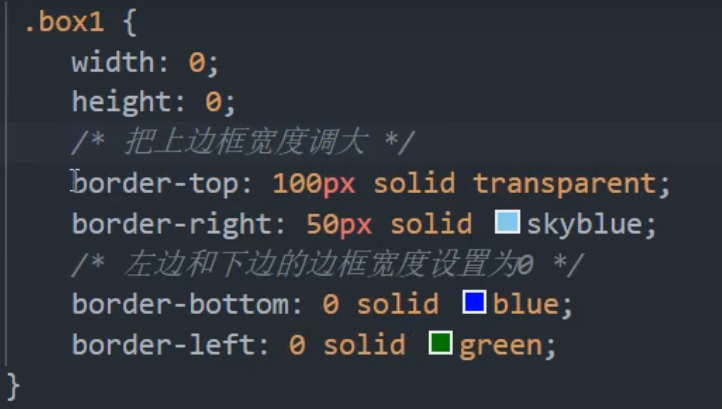 .box1 {
width: 0;
height: 0;
/* 把上边框宽度调大 */
border-top: 100px solid transparent;
border-right: 50px solid skyblue;
/* 左边和下边的边框宽度设置为0 */
border-bottom: 0 solid blue;
border-left: 0 solid green;
}